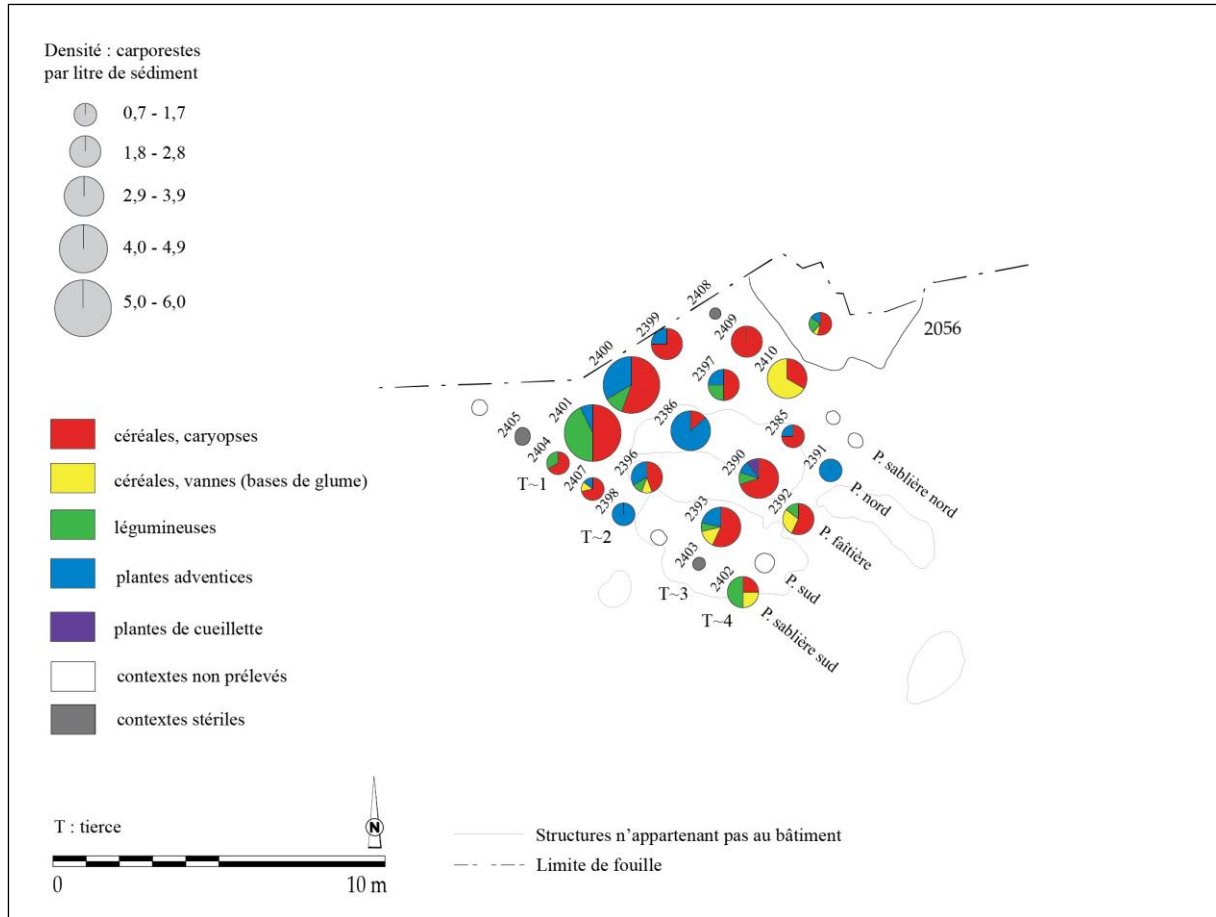 Densité : carporestes
par litre de sédiment
0,7 - 1,7
1,8 - 2,8
2,9 - 3,9
4,0 - 4,9
5,0 - 6,0
céréales, caryopses
céréales, vannes (bases de glume)
légumineuses
plantes adventices
plantes de cueillette
contextes non prélevés
contextes stériles
T : tierce
0
10 m
N
Structures n'appartenant pas au bâtiment
Limite de fouille
2408
2399
2409
2056
2400
2397
2410
2401
2386
2405
2385
2404
2396
2390
2391
P. sablière nord
T~1
2407
P. nord
2398
2393
2392
P. faîtière
T~2
2403
2402
P. sud
T~3
T~4
P. sablière sud